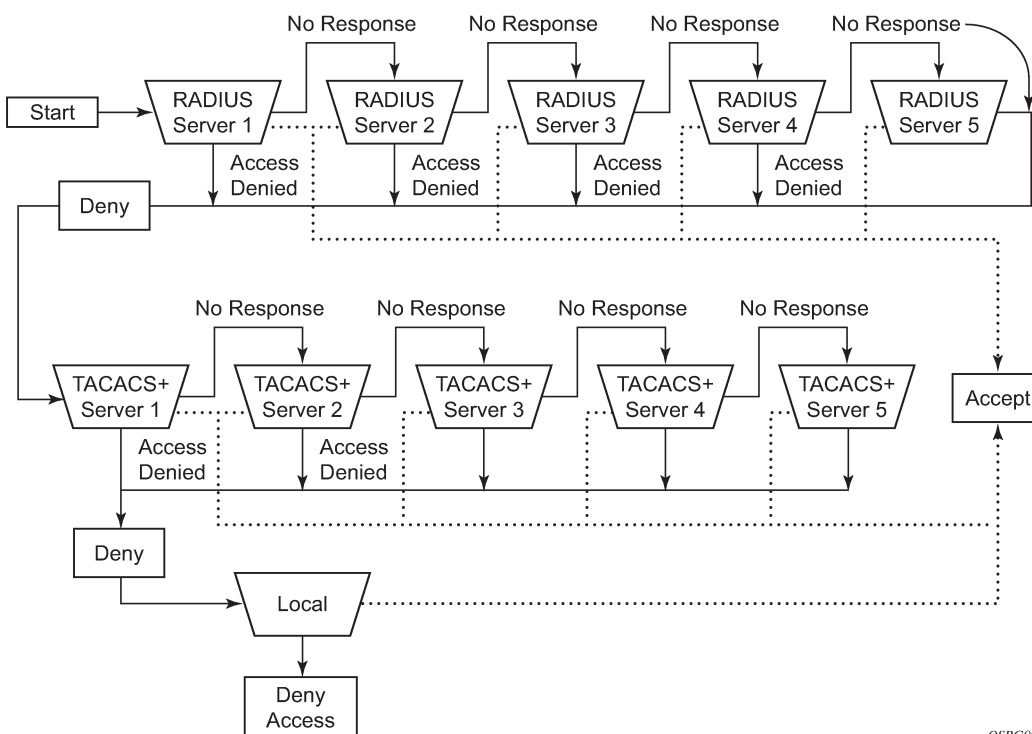 No Response
No Response
No Response
No Response
Start
RADIUS
Server 1
RADIUS
Server 2
RADIUS
Server 3
RADIUS
Server 4
RADIUS
Server 5
Access
Denied
Access
Denied
Access
Denied
Access
Denied
Deny
No Response
No Response
No Response
No Response
TACACS+
Server 1
TACACS+
Server 2
TACACS+
Server 3
TACACS+
Server 4
TACACS+
Server 5
Accept
Access
Denied
Access
Denied
Deny
Local
Deny
Access